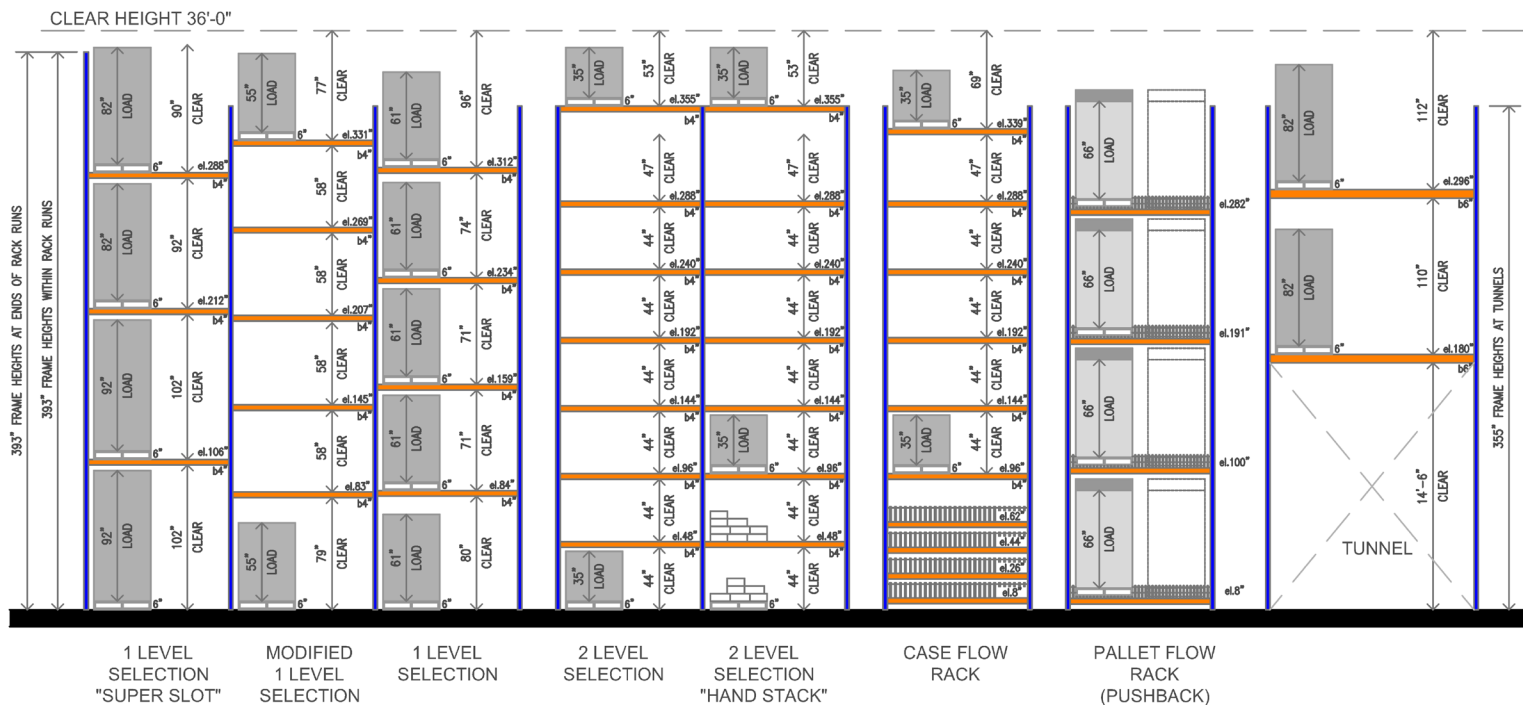 CLEAR HEIGHT 36'-0"
393" FRAME HEIGHTS AT ENDS OF RACK RUNS
393" FRAME HEIGHTS WITHIN RACK RUNS
82"
LOAD
6"
90"
CLEAR
el.288"
b4"
82"
LOAD
6"
92"
CLEAR
el.212"
b4"
92"
LOAD
6"
102"
CLEAR
el.106"
b4"
92"
LOAD
6"
102"
CLEAR
55"
LOAD
6"
77"
CLEAR
el.331"
b4"
58"
CLEAR
el.269"
b4"
58"
CLEAR
el.207"
b4"
58"
CLEAR
el.145"
b4"
58"
CLEAR
el.83"
b4"
55"
LOAD
6"
79"
CLEAR
61"
LOAD
6"
96"
CLEAR
el.312"
b4"
61"
LOAD
6"
74"
CLEAR
el.234"
b4"
61"
LOAD
6"
71"
CLEAR
el.159"
b4"
61"
LOAD
6"
71"
CLEAR
el.84"
b4"
61"
LOAD
6"
80"
CLEAR
35"
LOAD
6"
53"
CLEAR
el.355"
b4"
47"
CLEAR
el.288"
b4"
44"
CLEAR
el.240"
b4"
44"
CLEAR
el.192"
b4"
44"
CLEAR
el.144"
b4"
44"
CLEAR
el.96"
b4"
44"
CLEAR
el.48"
b4"
35"
LOAD
6"
44"
CLEAR
35"
LOAD
6"
53"
CLEAR
el.355"
b4"
47"
CLEAR
el.288"
b4"
44"
CLEAR
el.240"
b4"
44"
CLEAR
el.192"
b4"
44"
CLEAR
el.144"
b4"
35"
LOAD
6"
44"
CLEAR
el.96"
b4"
44"
CLEAR
el.48"
b4"
44"
CLEAR
6"
35"
LOAD
6"
69"
CLEAR
el.339"
b4"
47"
CLEAR
el.288"
b4"
44"
CLEAR
el.240"
b4"
44"
CLEAR
el.192"
b4"
44"
CLEAR
el.144"
b4"
35"
LOAD
6"
44"
CLEAR
el.96"
b4"
el.62"
el.44"
el.26"
el.8"
66"
LOAD
el.282"
66"
LOAD
el.191"
66"
LOAD
el.100"
66"
LOAD
el.8"
82"
LOAD
6"
112"
CLEAR
el.296"
b6"
82"
LOAD
6"
110"
CLEAR
el.180"
b6"
14'-6"
CLEAR
TUNNEL
355" FRAME HEIGHTS AT TUNNELS
1 LEVEL
SELECTION
"SUPER SLOT"
MODIFIED
1 LEVEL
SELECTION
1 LEVEL
SELECTION
2 LEVEL
SELECTION
2 LEVEL
SELECTION
"HAND STACK"
CASE FLOW
RACK
PALLET FLOW
RACK
(PUSHBACK)